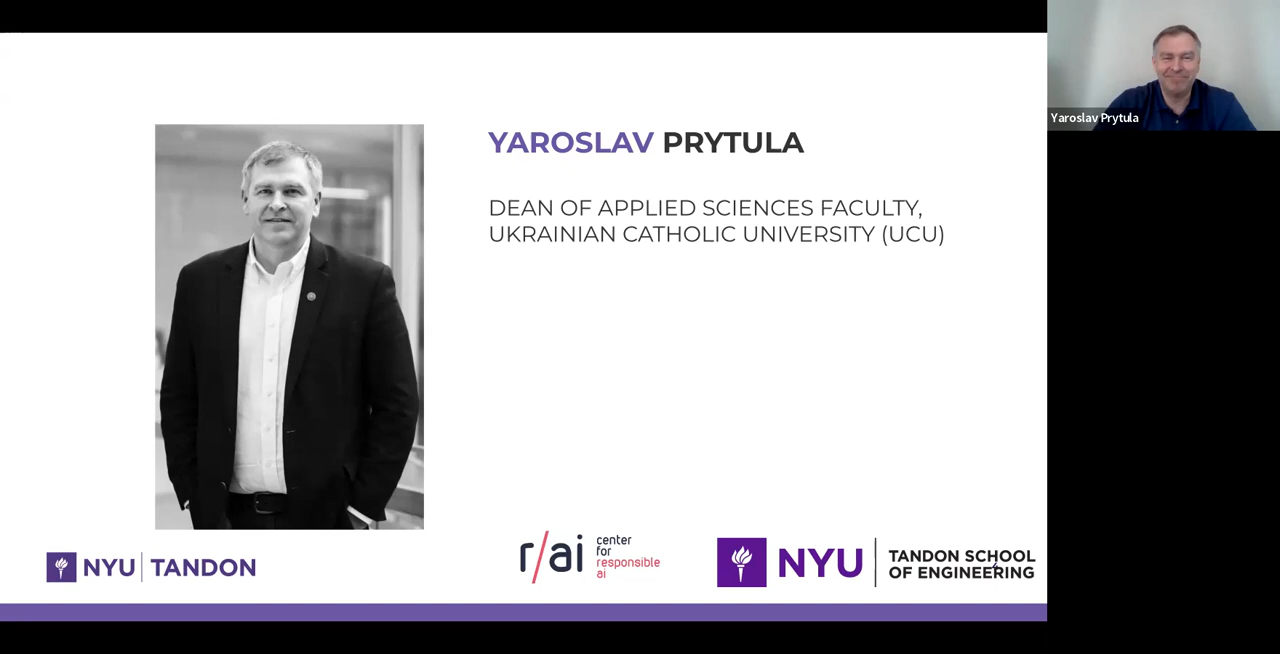 YAROSLAV PRYTULA
DEAN OF APPLIED SCIENCES FACULTY,
UKRAINIAN CATHOLIC UNIVERSITY (UCU)
Yaroslav Prytula
NYU TANDON
r/ai
center
for
responsible
ai
NYU
TANDON SCHOOL
OF ENGINEERING